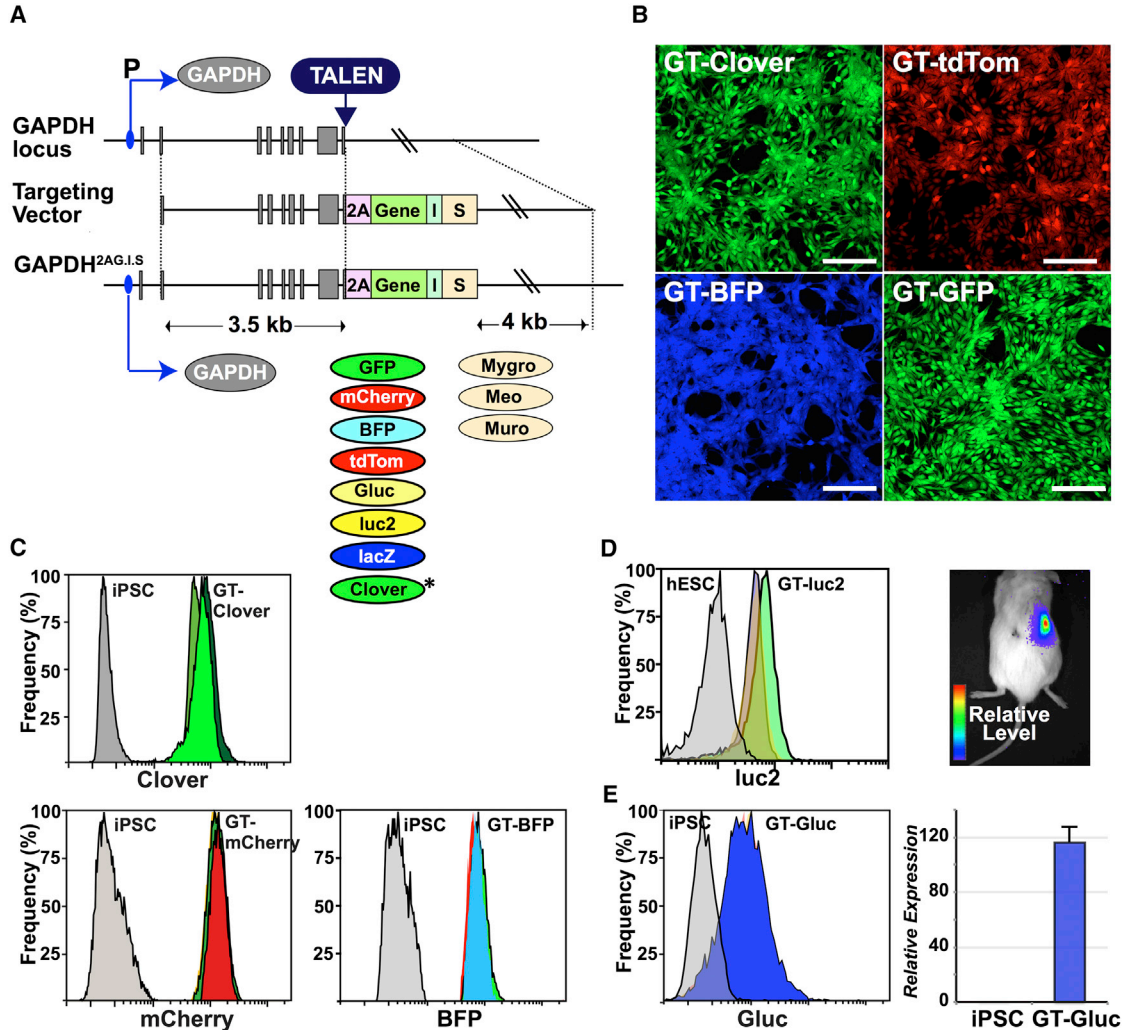 A
P
GAPDH
TALEN
GAPDH
locus
Targeting
Vector
2A Gene I S
GAPDH2AG.I.S
2A Gene I S
3.5 kb
4 kb
GAPDH
GFP
mCherry
BFP
tdTom
Gluc
luc2
lacZ
Clover *
Mygro
Meo
Muro
B
GT-Clover
GT-tdTom
GT-BFP
GT-GFP
C
Frequency (%)
100
75
50
25
iPSC
GT-
Clover
Clover
Frequency (%)
100
75
50
25
iPSC
GT-
mCherry
mCherry
100
75
50
25
iPSC
GT-BFP
BFP
D
Frequency (%)
100
75
50
25
hESC
GT-luc2
luc2
Relative
Level
E
Frequency (%)
100
75
50
25
iPSC
GT-Gluc
Gluc
Relative Expression
120
80
40
0
iPSC GT-Gluc